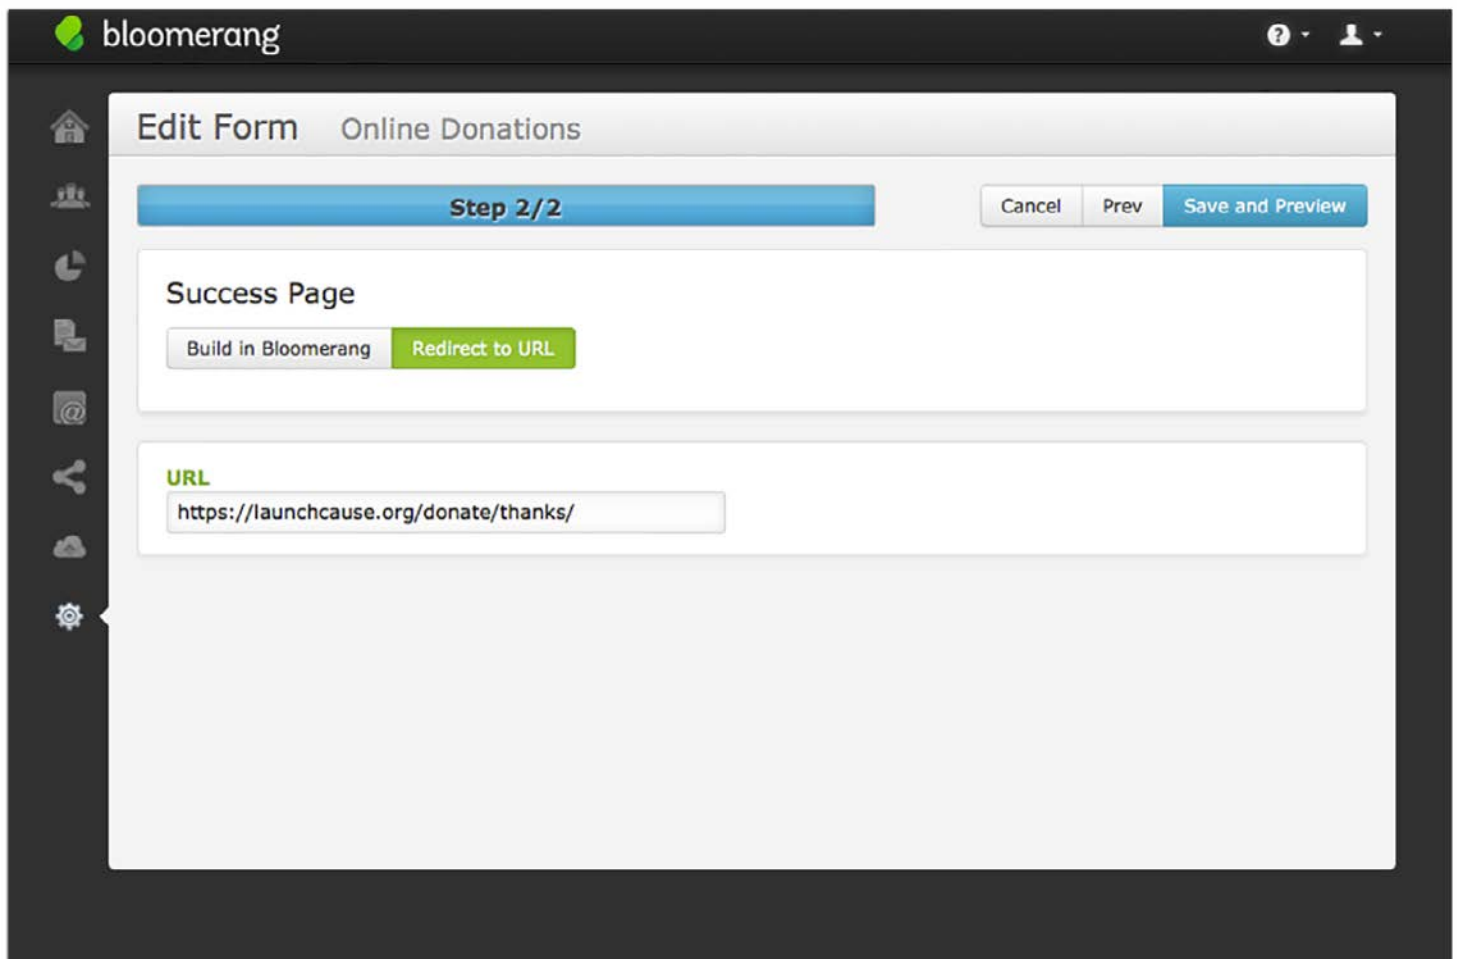 bloomerang
Edit Form Online Donations
Step 2/2
Cancel Prev Save and Preview
Success Page
Build in Bloomerang Redirect to URL
URL
https://launchcause.org/donate/thanks/